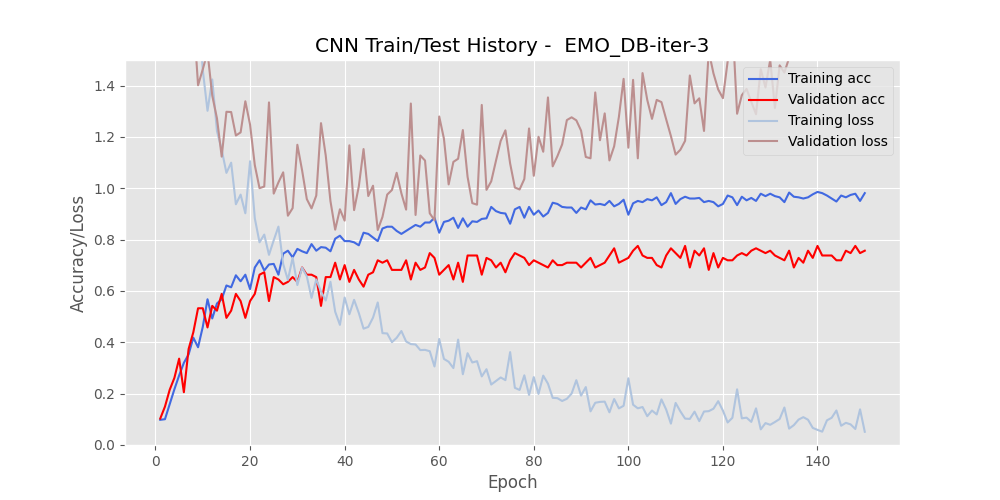 CNN Train/Test History -  EMO_DB-iter-3
Training acc
Validation acc
Training loss
Validation loss
Accuracy/Loss
1.4
1.2
1.0
0.8
0.6
0.4
0.2
0.0
0 20 40 60 80 100 120 140
Epoch